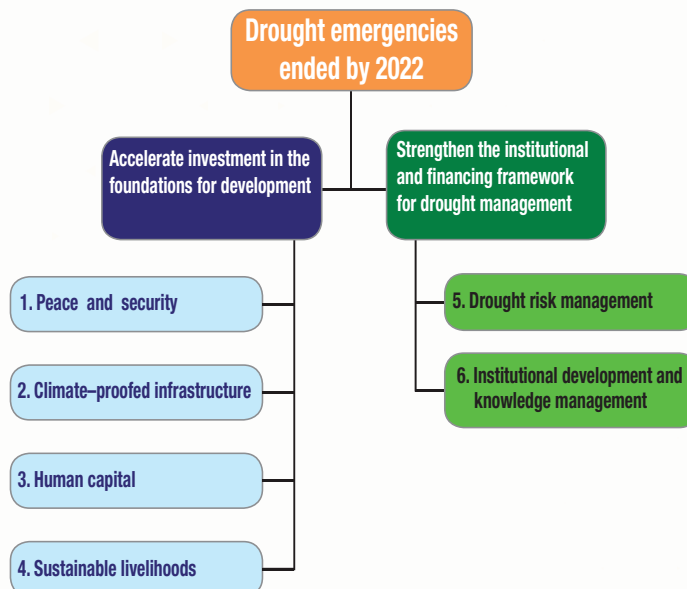 Drought emergencies
ended by 2022
Accelerate investment in the
foundations for development
Strengthen the institutional
and financing framework
for drought management
1. Peace and security
2. Climate–proofed infrastructure
3. Human capital
4. Sustainable livelihoods
5. Drought risk management
6. Institutional development and
knowledge management